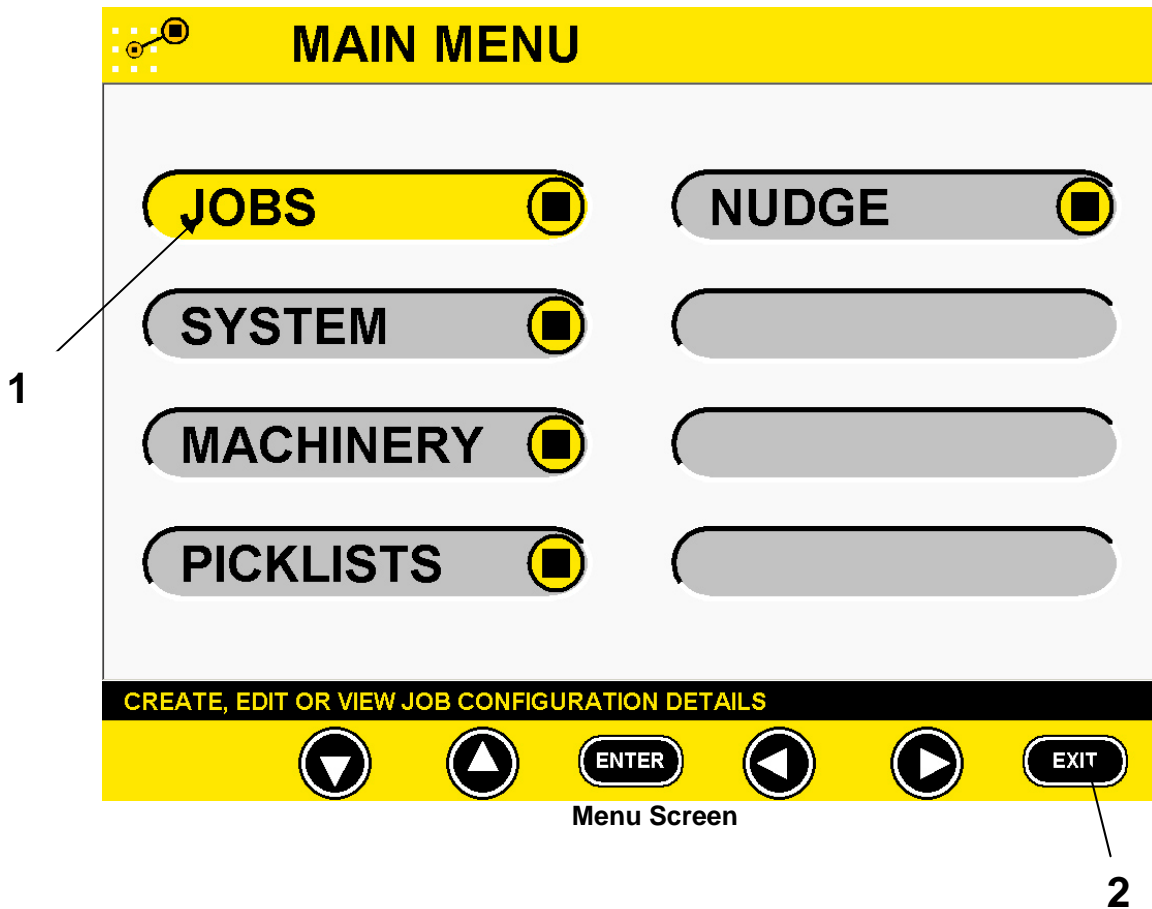 MAIN MENU
JOBS
NUDGE
SYSTEM
MACHINERY
PICKLISTS
1
CREATE, EDIT OR VIEW JOB CONFIGURATION DETAILS
ENTER
EXIT
Menu Screen
2